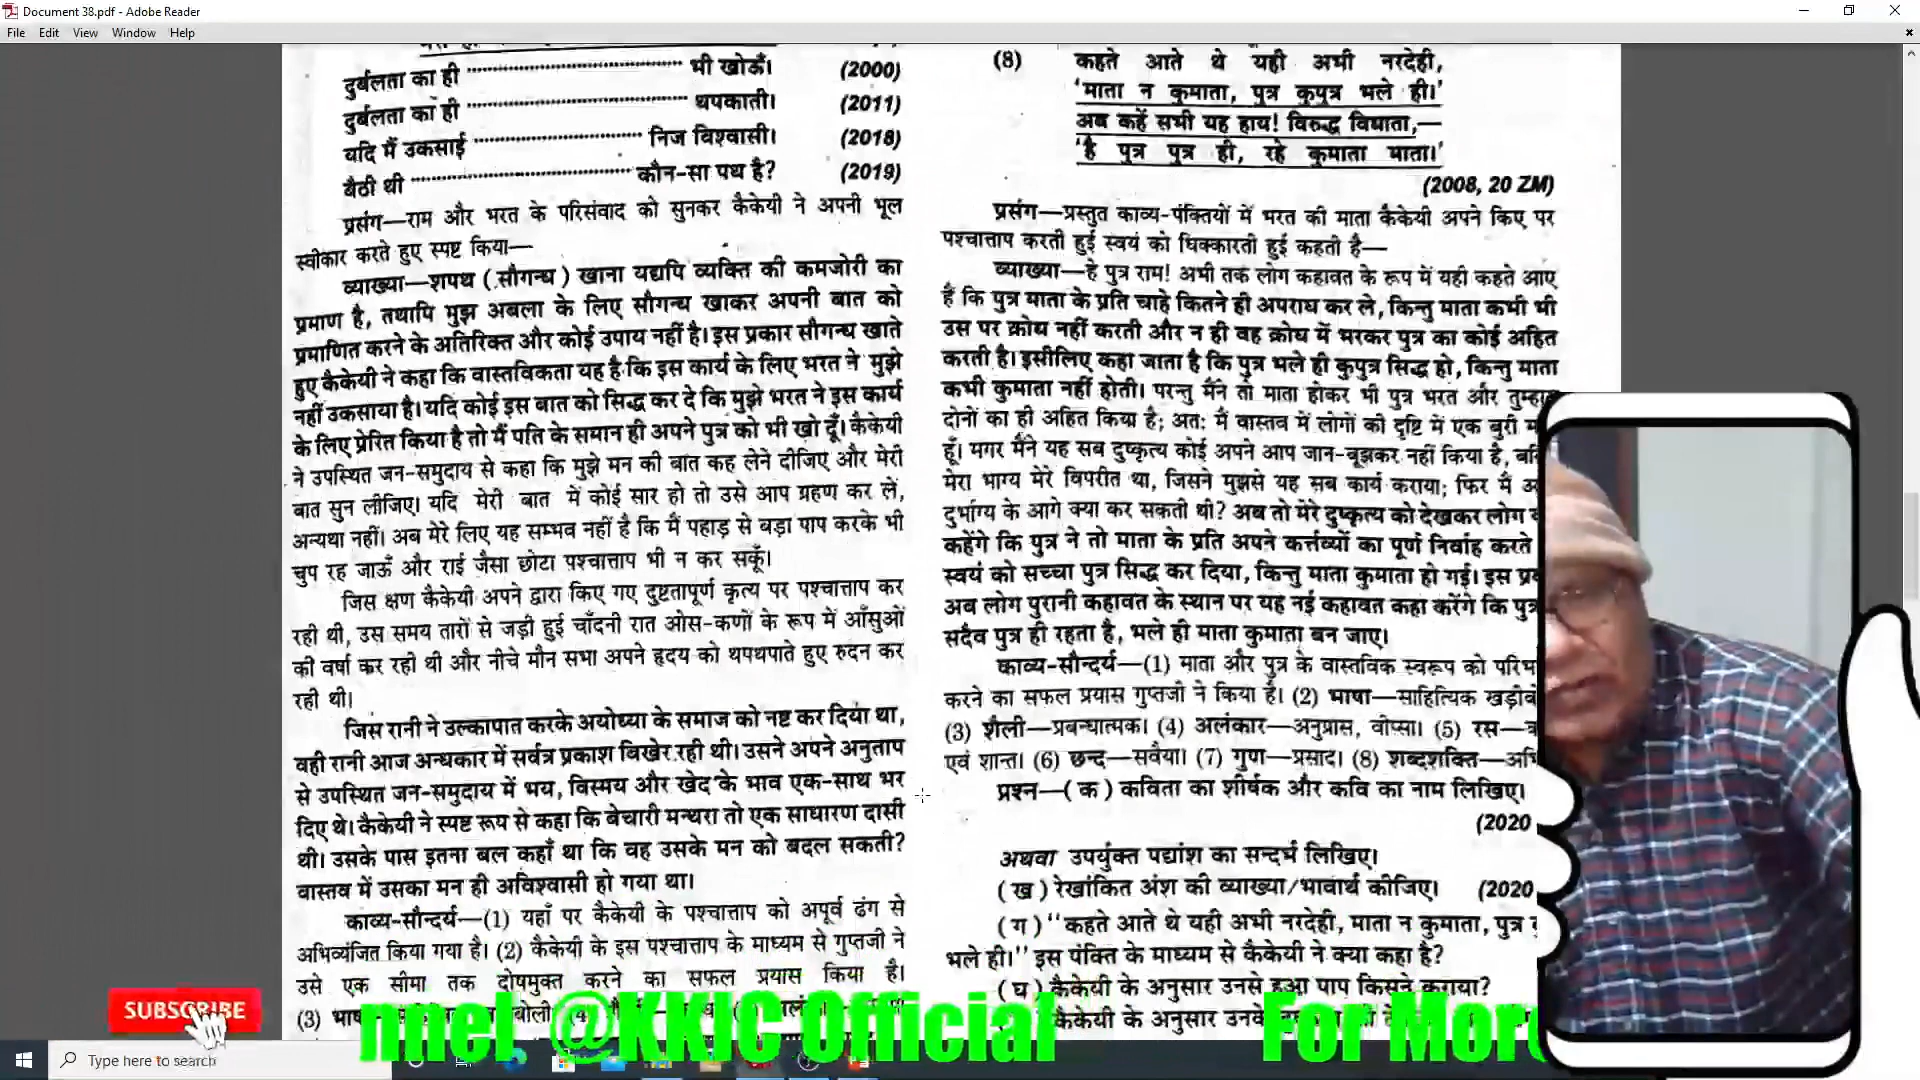 Document 38.pdf - Adobe Reader
File Edit View Window Help
दुर्बलता का ही भी खोऊँ। (2000)
दुर्बलता का ही थपकाती। (2011)
यदि मैं उकसाई निज विश्वासी। (2018)
बैठी थी कौन-सा पथ है? (2019)
प्रसंग—राम और भरत के परिसंवाद को सुनकर कैकेयी ने अपनी भूल
स्वीकार करते हुए स्पष्ट किया—
व्याख्या—शपथ (सौगन्ध) खाना यद्यपि व्यक्ति की कमजोरी का
प्रमाण है, तथापि मुझ अबला के लिए सौगन्ध खाकर अपनी बात को
प्रमाणित करने के अतिरिक्त और कोई उपाय नहीं है। इस प्रकार सौगन्ध खाते
हुए कैकेयी ने कहा कि वास्तविकता यह है कि इस कार्य के लिए भरत ने मुझे
नहीं उकसाया है। यदि कोई इस बात को सिद्ध कर दे कि मुझे भरत ने इस कार्य
के लिए प्रेरित किया है तो मैं पति के समान ही अपने पुत्र को भी खो दूँ। कैकेयी
ने उपस्थित जन-समुदाय से कहा कि मुझे मन की बात कह लेने दीजिए और मेरी
बात सुन लीजिए। यदि मेरी बात में कोई सार हो तो उसे आप ग्रहण कर लें,
अन्यथा नहीं। अब मेरे लिए यह सम्भव नहीं है कि मैं पहाड़ से बड़ा पाप करके भी
चुप रह जाऊँ और राई जैसा छोटा पश्चात्ताप भी न कर सकूँ।
जिस क्षण कैकेयी अपने द्वारा किए गए दुष्टतापूर्ण कृत्य पर पश्चात्ताप कर
रही थी, उस समय तारों से जड़ी हुई चाँदनी रात ओस-कणों के रूप में आँसुओं
की वर्षा कर रही थी और नीचे मौन सभा अपने हृदय को थपथपाते हुए रुदन कर
रही थी।
जिस रानी ने उल्कापात करके अयोध्या के समाज को नष्ट कर दिया था,
वही रानी आज अन्धकार में सर्वत्र प्रकाश बिखेर रही थी। उसने अपने अनुताप
से उपस्थित जन-समुदाय में भय, विस्मय और खेद के भाव एक-साथ भर
दिए थे। कैकेयी ने स्पष्ट रूप से कहा कि बेचारी मन्थरा तो एक साधारण दासी
थी। उसके पास इतना बल कहाँ था कि वह उसके मन को बदल सकती?
वास्तव में उसका मन ही अविश्वासी हो गया था।
काव्य-सौन्दर्य—(1) यहाँ पर कैकेयी के पश्चात्ताप को अपूर्व ढंग से
अभिव्यंजित किया गया है। (2) कैकेयी के इस पश्चात्ताप के माध्यम से गुप्तजी ने
उसे एक सीमा तक दोषमुक्त करने का सफल प्रयास किया है।
(8) कहते आते थे यही अभी नरदेही,
'माता न कुमाता, पुत्र कुपुत्र भले ही।'
अब कहें सभी यह हाय! विरुद्ध विधाता,—
'है पुत्र पुत्र ही, रहे कुमाता माता।'
(2008, 20 ZM)
प्रसंग—प्रस्तुत काव्य-पंक्तियों में भरत की माता कैकेयी अपने किए पर
पश्चात्ताप करती हुई स्वयं को धिक्कारती हुई कहती है—
व्याख्या—हे पुत्र राम! अभी तक लोग कहावत के रूप में यही कहते आए
हैं कि पुत्र माता के प्रति चाहे कितने ही अपराध कर ले, किन्तु माता कभी भी
उस पर क्रोध नहीं करती और न ही वह क्रोध में भरकर पुत्र का कोई अहित
करती है। इसीलिए कहा जाता है कि पुत्र भले ही कुपुत्र सिद्ध हो, किन्तु माता
कभी कुमाता नहीं होती। परन्तु मैंने तो माता होकर भी पुत्र भरत और
दोनों का ही अहित किया है; अतः मैं वास्तव में लोगों की दृष्टि में एक बुरी
हूँ। मगर मैंने यह सब दुष्कृत्य कोई अपने आप जान-बूझकर नहीं किया है,
मेरा भाग्य मेरे विपरीत था, जिसने मुझसे यह सब कार्य कराया; फिर मैं
दुर्भाग्य के आगे क्या कर सकती थी? अब तो मेरे दुष्कृत्य को देखकर लोग
कहेंगे कि पुत्र ने तो माता के प्रति अपने कर्त्तव्यों का पूर्ण निर्वाह करते
स्वयं को सच्चा पुत्र सिद्ध कर दिया, किन्तु माता कुमाता हो गई। इस
अब लोग पुरानी कहावत के स्थान पर यह नई कहावत कहा करेंगे कि पुत्र
सदैव पुत्र ही रहता है, भले ही माता कुमाता बन जाए।
काव्य-सौन्दर्य—(1) माता और पुत्र के वास्तविक स्वरूप को
करने का सफल प्रयास गुप्तजी ने किया है। (2) भाषा—साहित्यिक
(3) शैली—प्रबन्धात्मक। (4) अलंकार—अनुप्रास, वीप्सा। (5) रस—
एवं शान्त। (6) छन्द—सवैया। (7) गुण—प्रसाद। (8) शब्दशक्ति—
प्रश्न—(क) कविता का शीर्षक और कवि का नाम लिखिए।
(2020
अथवा उपर्युक्त पद्यांश का सन्दर्भ लिखिए।
(ख) रेखांकित अंश की व्याख्या/भावार्थ कीजिए। (2020
(ग) "कहते आते थे यही अभी नरदेही, माता न कुमाता, पुत्र
भले ही।" इस पंक्ति के माध्यम से कैकेयी ने क्या कहा है?
(घ) कैकेयी के अनुसार उनसे हुआ पाप किसने कराया?
कैकेयी के अनुसार
SUBSCRIBE
nnel @KKIC Official For More
Type here to search